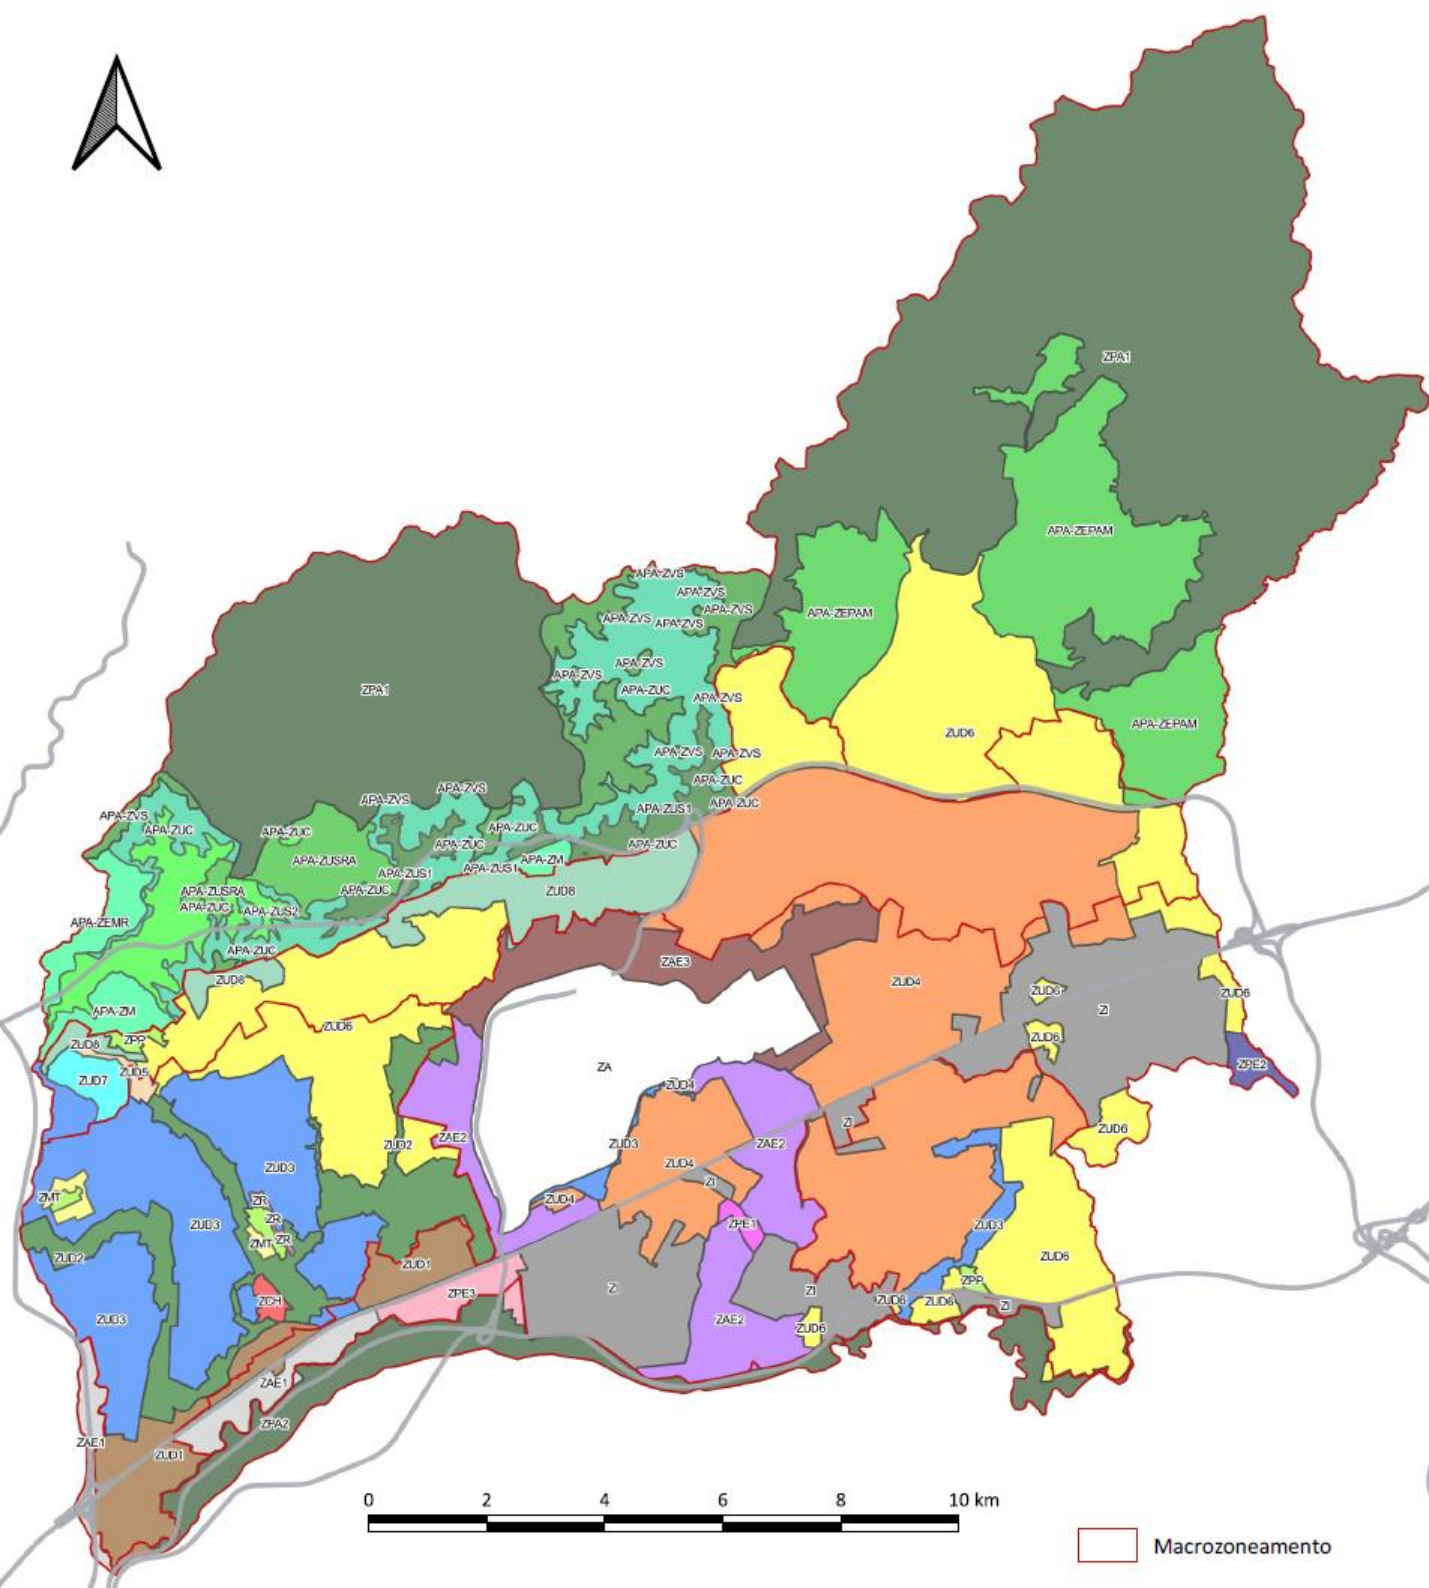 ZPA1
APA-ZEPAM
APA-ZVS
APA-ZVS
APA-ZVS
APA-ZEPAM
APA-ZVS
APA-ZVS
APA-ZVS
APA-ZVS
APA-ZUC
ZPA1
APA-ZVS
APA-ZEPAM
ZUD6
APA-ZVS
APA-ZVS
APA-ZUC
APA-ZVS
APA-ZVS
APA-ZUC
APA-ZUS1
APA-ZVS
APA-ZUC
APA-ZUC
APA-ZUC
APA-ZUC
APA-ZUC
APA-ZUSRA
APA-ZM
APA-ZUS1
APA-ZUS1
APA-ZUSRA
APA-ZUC
ZUD8
APA-ZUC
APA-ZUS2
APA-ZEMR
APA-ZUC
ZAE3
ZUD8
ZUD4
ZUD6
ZUD6
APA-ZM
ZI
ZUD6
ZPP
ZUD6
ZUD8
ZUD5
ZUD7
ZA
ZPE2
ZUD4
ZI
ZUD6
ZAE2
ZUD2
ZUD3
ZAE2
ZUD4
ZUD3
ZI
ZMT
ZR
ZUD4
ZR
ZUD3
ZPE1
ZUD3
ZMT
ZR
ZUD2
ZUD6
ZUD1
ZPP
ZI
ZI
ZPE3
ZCH
ZUD6
ZUD6
ZI
ZUD3
ZAE2
ZUD6
ZAE1
ZPA2
ZAE1
ZUD1
0 2 4 6 8 10 km
Macrozoneamento